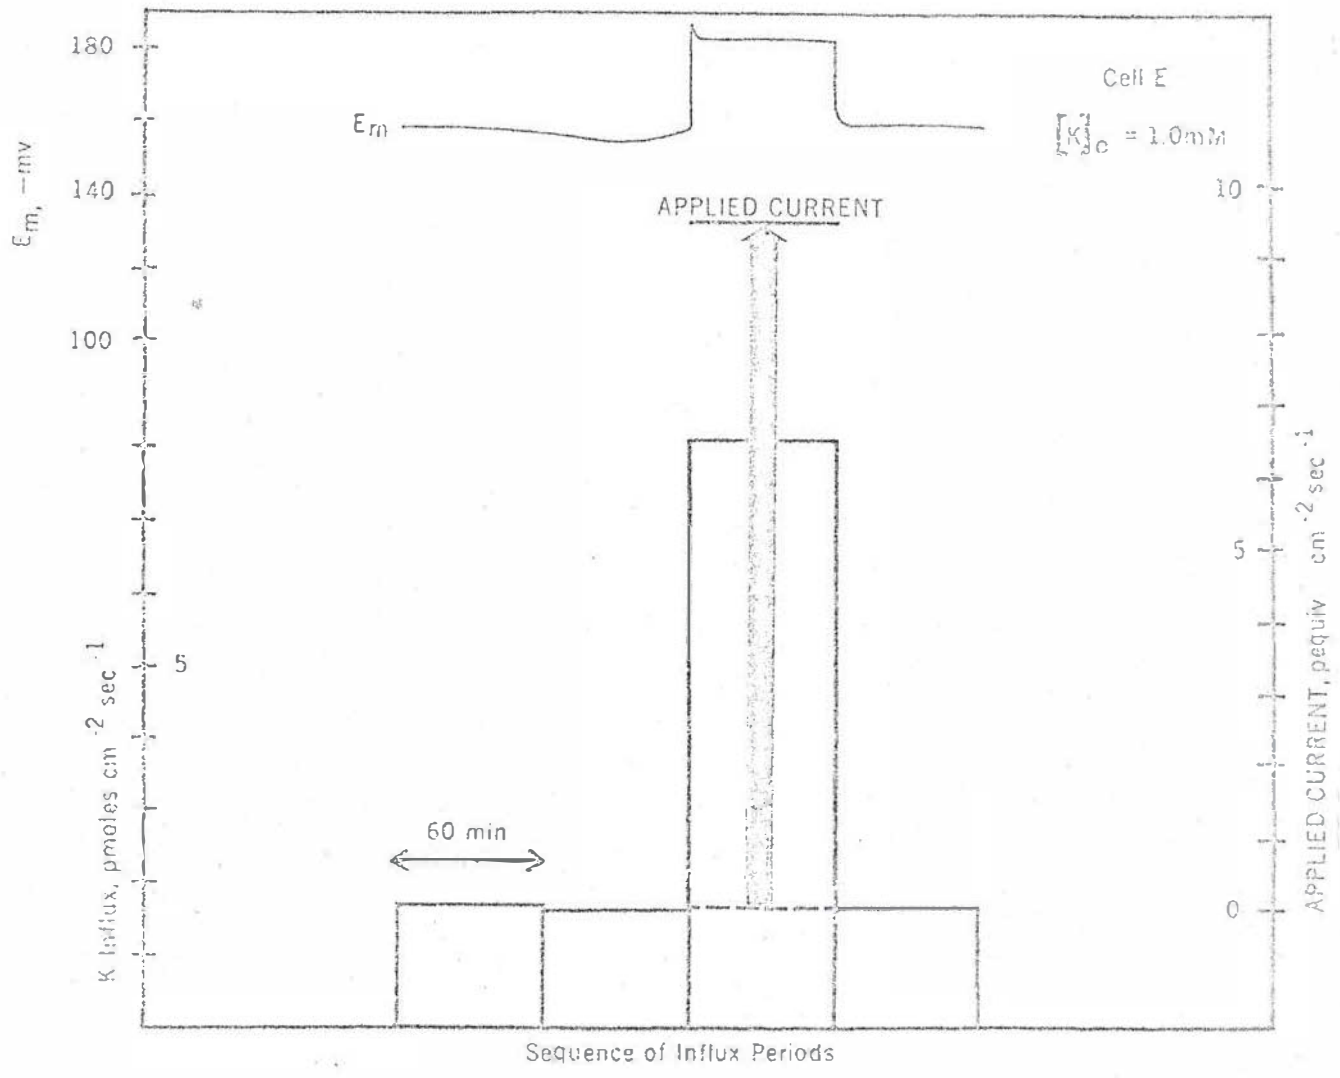 180
140
100
Em, —mv
5
K Influx, pmoles cm -2 sec -1
Em
Cell E
[K]o = 1.0mM
APPLIED CURRENT
60 min
10
5
0
APPLIED CURRENT, pequiv cm -2 sec -1
Sequence of Influx Periods